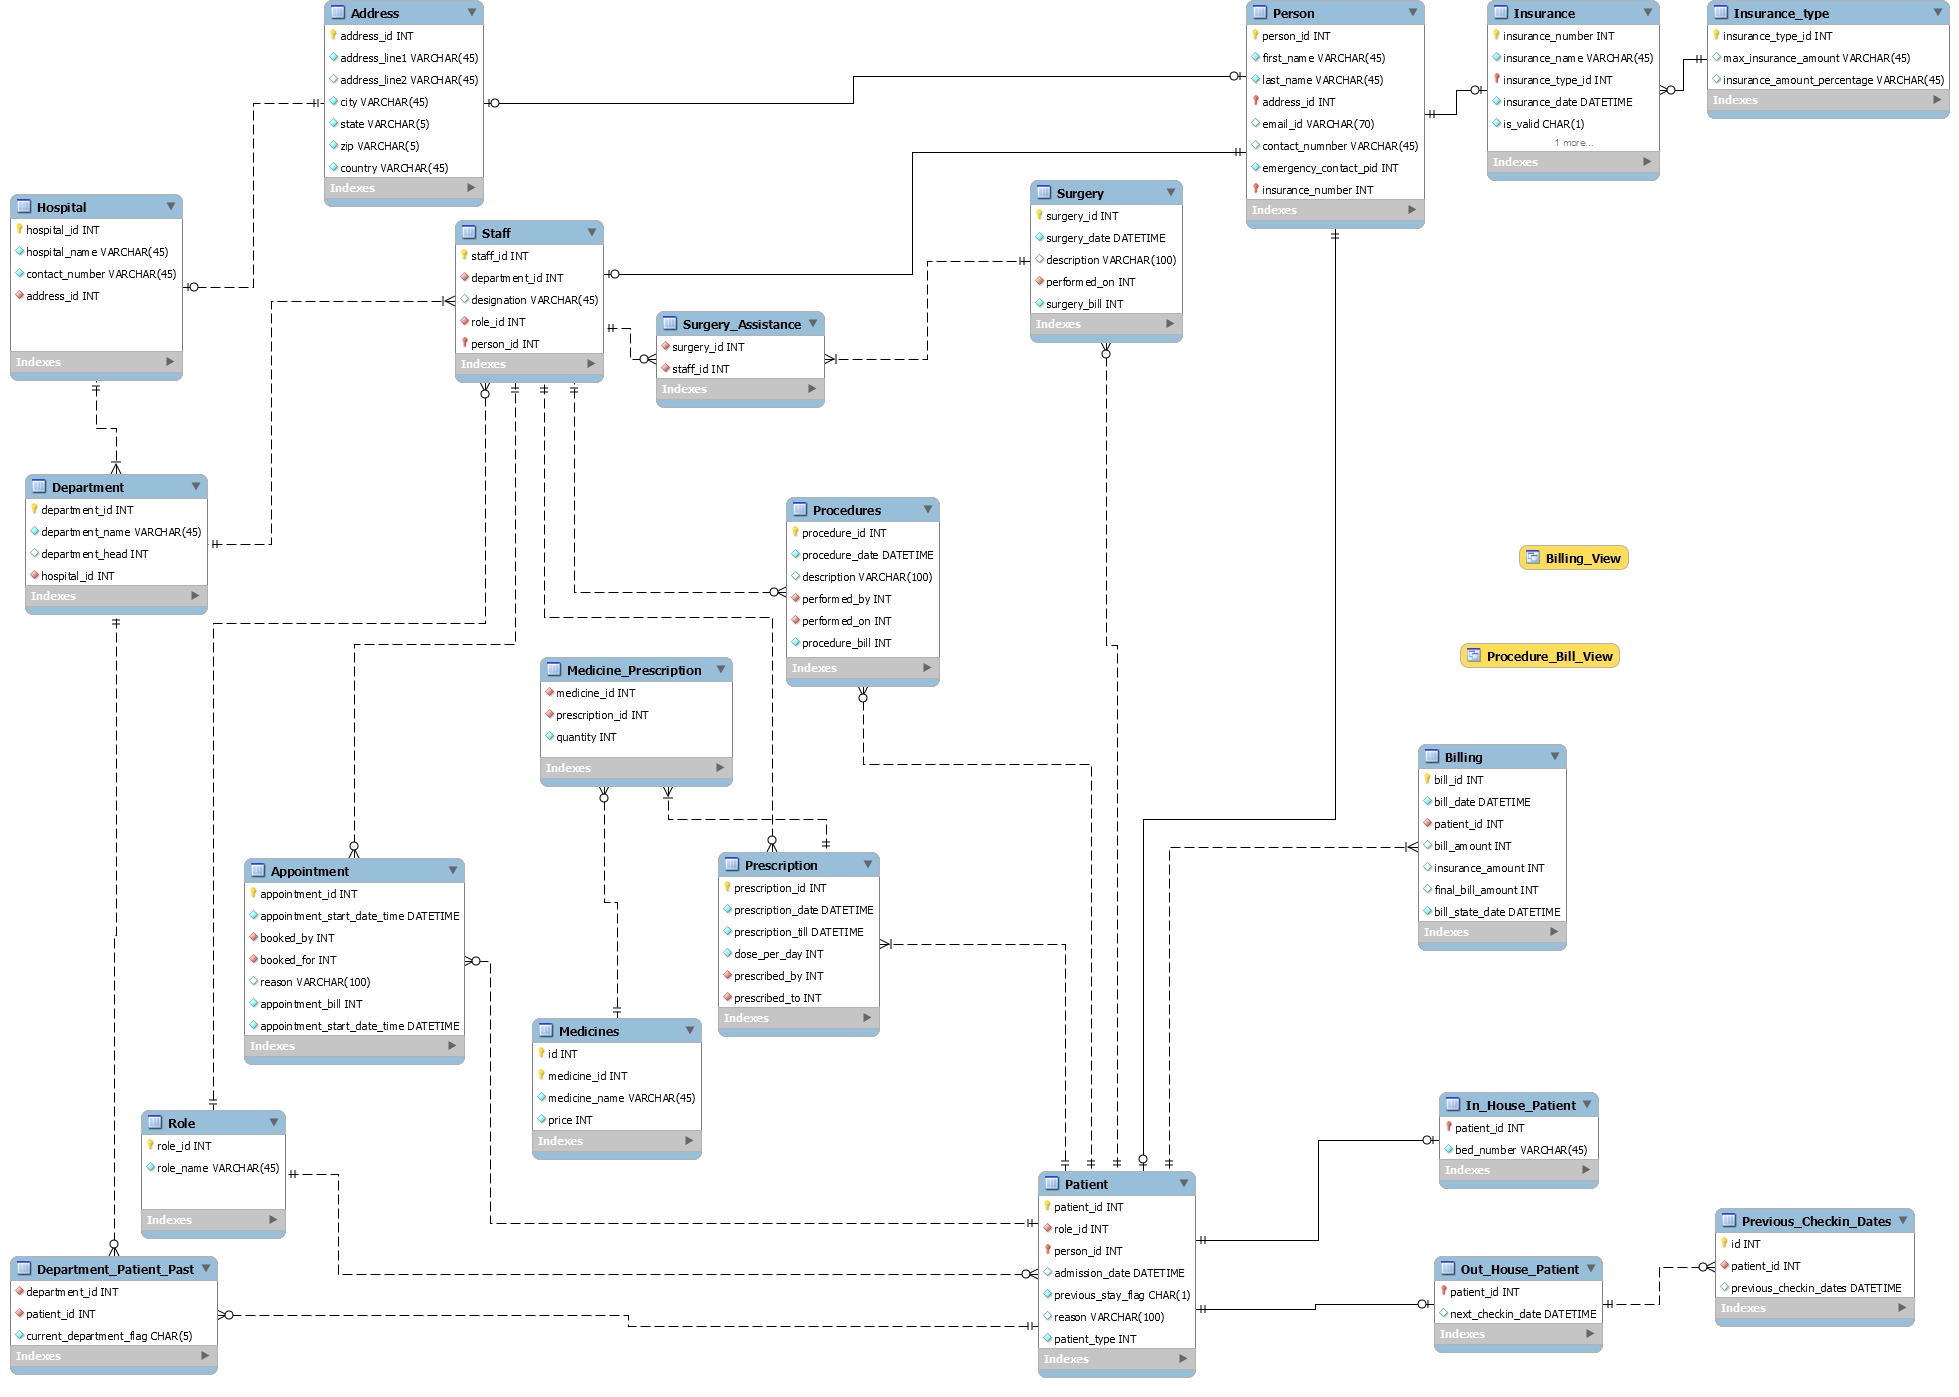 Address
address_id INT
address_line1 VARCHAR(45)
address_line2 VARCHAR(45)
city VARCHAR(45)
state VARCHAR(5)
zip VARCHAR(5)
country VARCHAR(45)
Indexes
Person
person_id INT
first_name VARCHAR(45)
last_name VARCHAR(45)
address_id INT
email_id VARCHAR(70)
contact_numnber VARCHAR(45)
emergency_contact_pid INT
insurance_number INT
Indexes
Insurance
insurance_number INT
insurance_name VARCHAR(45)
insurance_type_id INT
insurance_date DATETIME
is_valid CHAR(1)
1 more...
Indexes
Insurance_type
insurance_type_id INT
max_insurance_amount VARCHAR(45)
insurance_amount_percentage VARCHAR(45)
Indexes
Hospital
hospital_id INT
hospital_name VARCHAR(45)
contact_number VARCHAR(45)
address_id INT
Indexes
Staff
staff_id INT
department_id INT
designation VARCHAR(45)
role_id INT
person_id INT
Indexes
Surgery_Assistance
surgery_id INT
staff_id INT
Indexes
Surgery
surgery_id INT
surgery_date DATETIME
description VARCHAR(100)
performed_on INT
surgery_bill INT
Indexes
Department
department_id INT
department_name VARCHAR(45)
department_head INT
hospital_id INT
Indexes
Procedures
procedure_id INT
procedure_date DATETIME
description VARCHAR(100)
performed_by INT
performed_on INT
procedure_bill INT
Indexes
Billing_View
Procedure_Bill_View
Medicine_Prescription
medicine_id INT
prescription_id INT
quantity INT
Indexes
Billing
bill_id INT
bill_date DATETIME
patient_id INT
bill_amount INT
insurance_amount INT
final_bill_amount INT
bill_state_date DATETIME
Indexes
Appointment
appointment_id INT
appointment_start_date_time DATETIME
booked_by INT
booked_for INT
reason VARCHAR(100)
appointment_bill INT
appointment_start_date_time DATETIME
Indexes
Prescription
prescription_id INT
prescription_date DATETIME
prescription_till DATETIME
dose_per_day INT
prescribed_by INT
prescribed_to INT
Indexes
Medicines
id INT
medicine_id INT
medicine_name VARCHAR(45)
price INT
Indexes
Role
role_id INT
role_name VARCHAR(45)
Indexes
In_House_Patient
patient_id INT
bed_number VARCHAR(45)
Indexes
Patient
patient_id INT
role_id INT
person_id INT
admission_date DATETIME
previous_stay_flag CHAR(1)
reason VARCHAR(100)
patient_type INT
Indexes
Previous_Checkin_Dates
id INT
patient_id INT
previous_checkin_dates DATETIME
Indexes
Department_Patient_Past
department_id INT
patient_id INT
current_department_flag CHAR(5)
Indexes
Out_House_Patient
patient_id INT
next_checkin_date DATETIME
Indexes